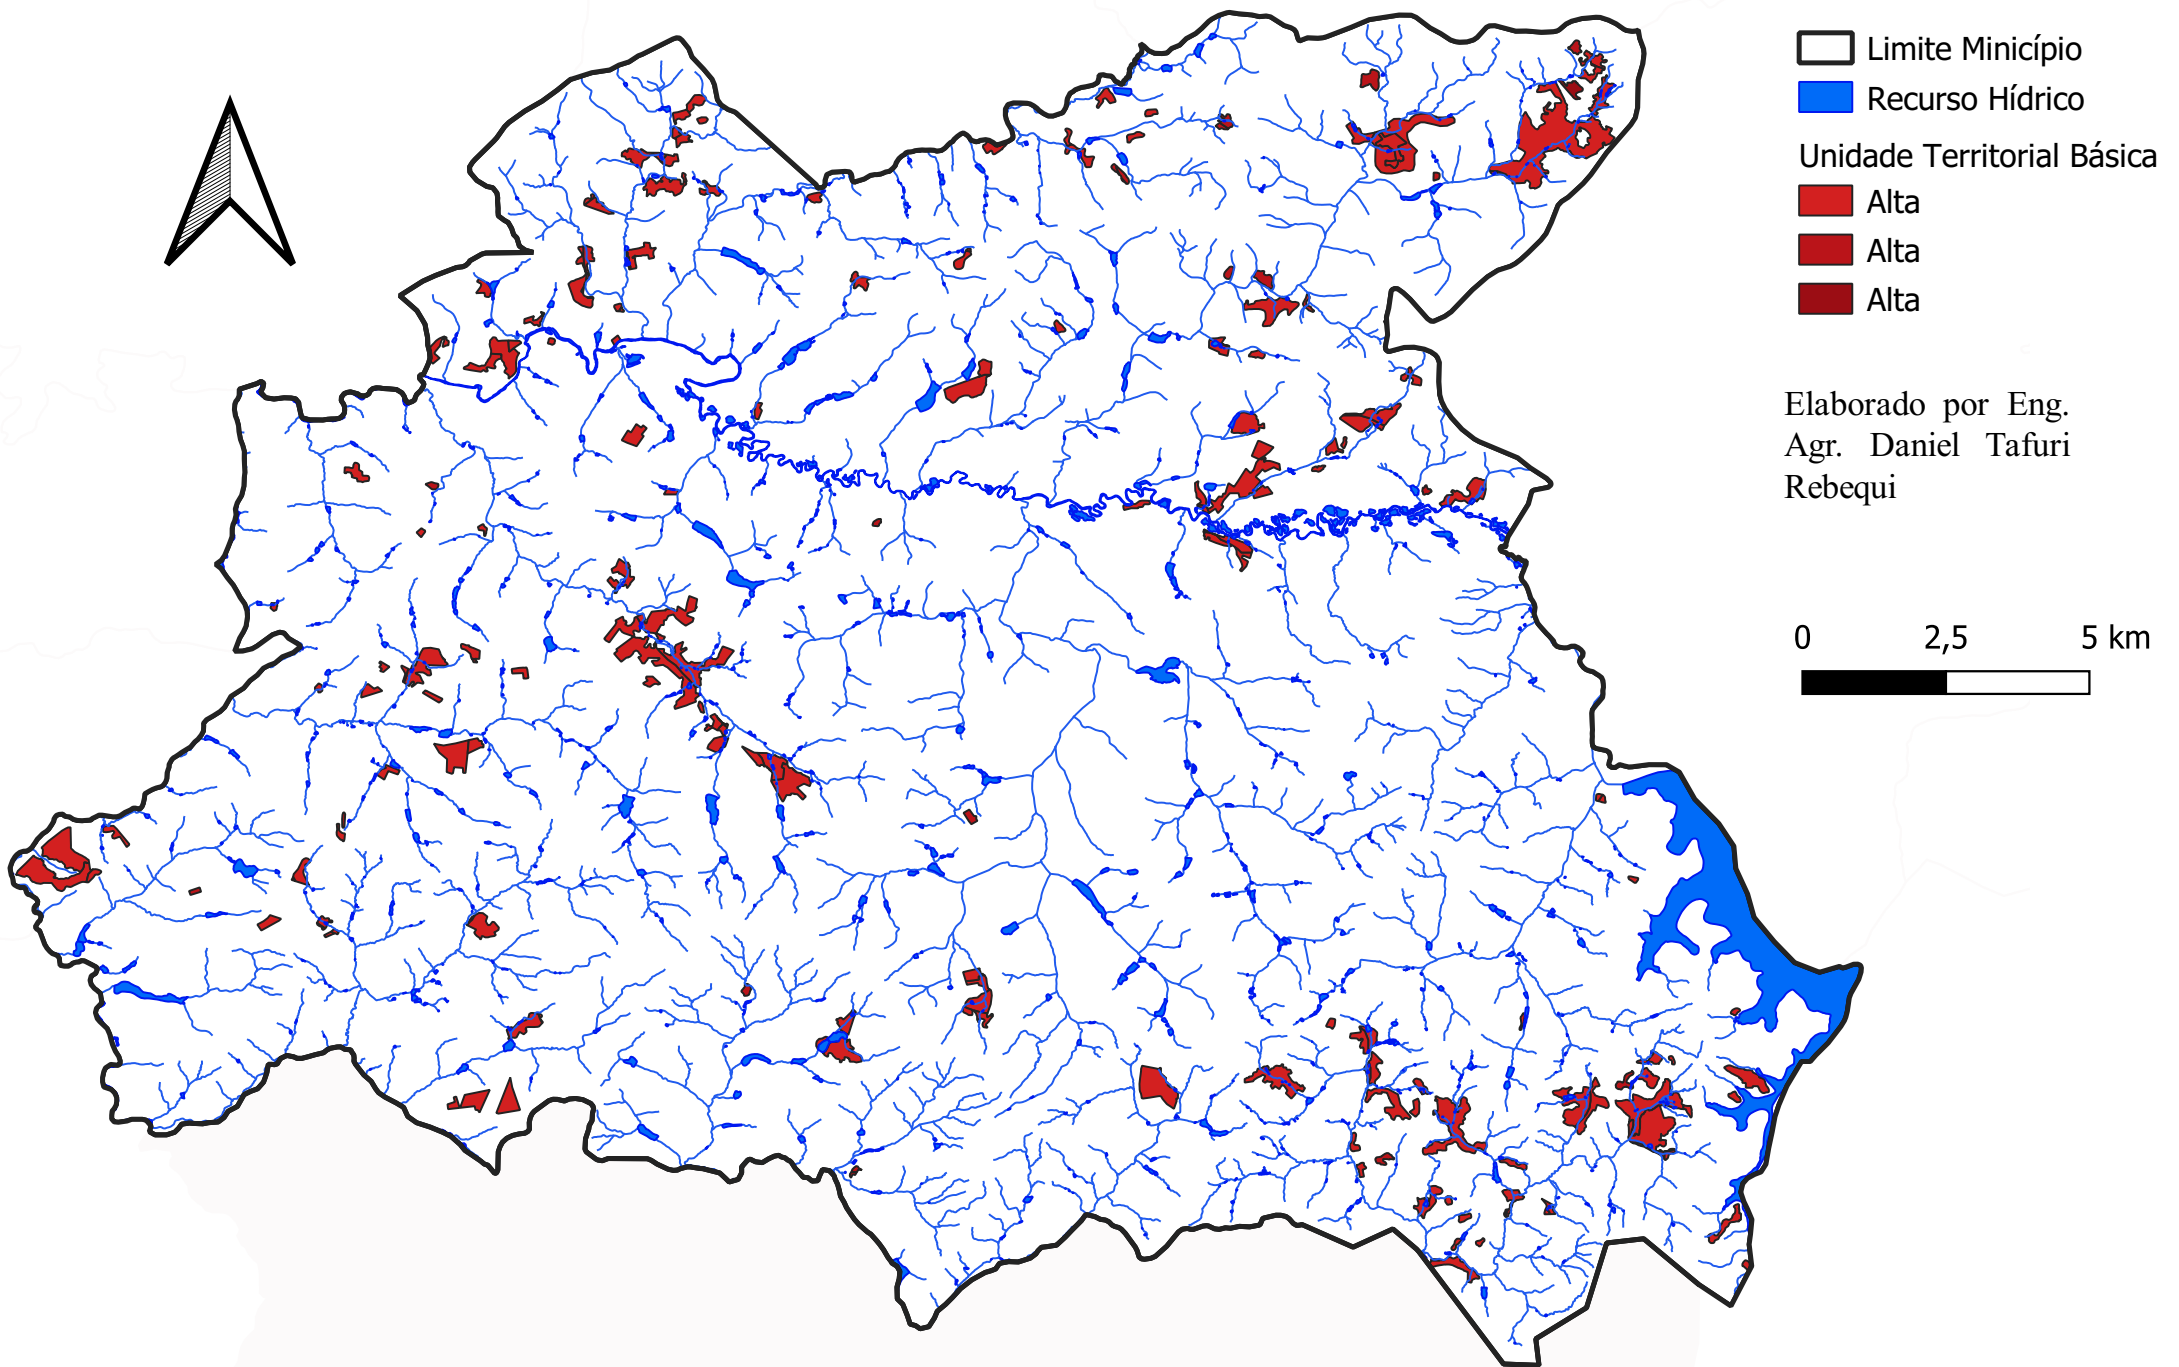 Limite Minicípio
Recurso Hídrico
Unidade Territorial Básica
Alta
Alta
Alta
Elaborado por Eng.
Agr. Daniel Tafuri
Rebequi
0 2,5 5 km